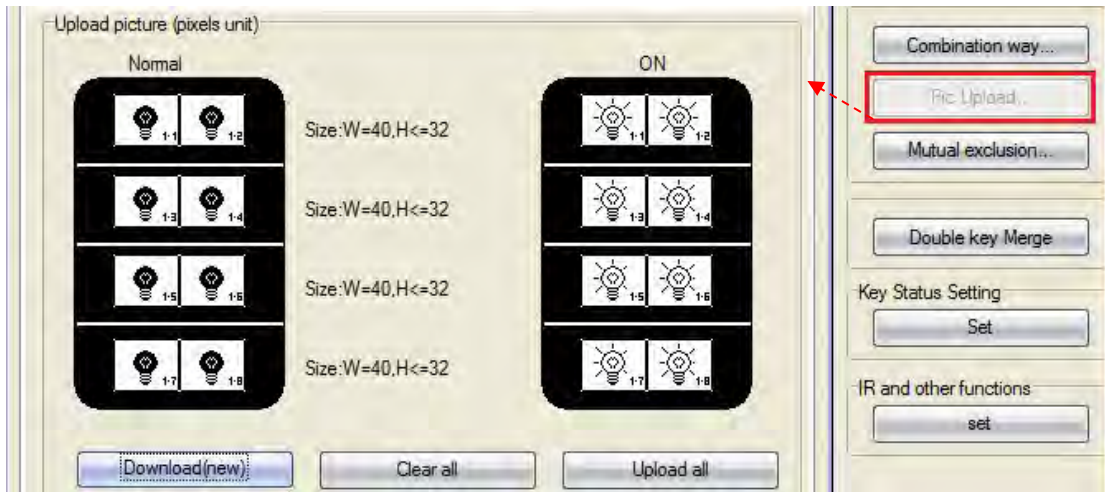 Upload picture (pixels unit)
Normal
ON
1-1 1-2
Size:W=40,H<=32
1-1 1-2
1-3 1-4
Size:W=40,H<=32
1-3 1-4
1-5 1-6
Size:W=40,H<=32
1-5 1-6
1-7 1-8
Size:W=40,H<=32
1-7 1-8
Download(new)
Clear all
Upload all
Combination way...
Pic Upload...
Mutual exclusion...
Double key Merge
Key Status Setting
Set
IR and other functions
set